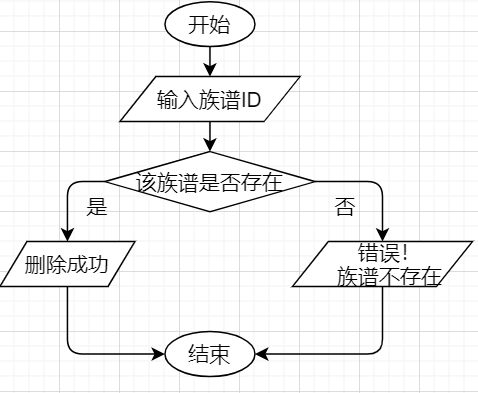 开始
输入族谱ID
该族谱是否存在
是
否
删除成功
错误！
族谱不存在
结束